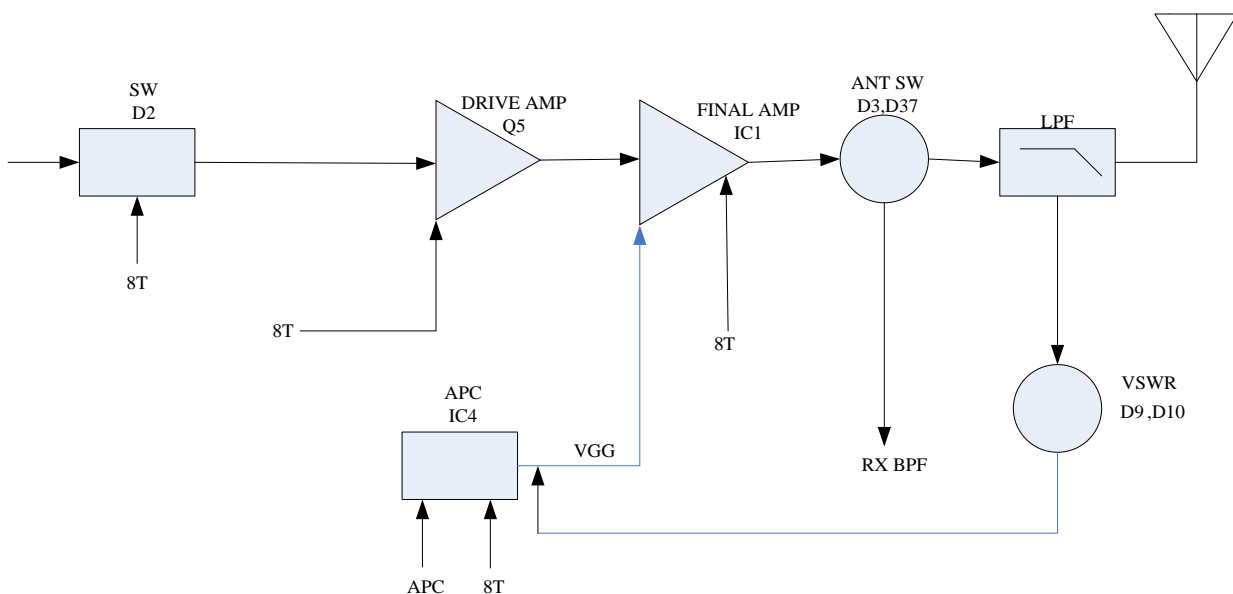 SW
D2
DRIVE AMP
Q5
FINAL AMP
IC1
ANT SW
D3,D37
LPF
8T
8T
8T
APC
IC4
VGG
VSWR
D9 ,D10
RX BPF
APC
8T